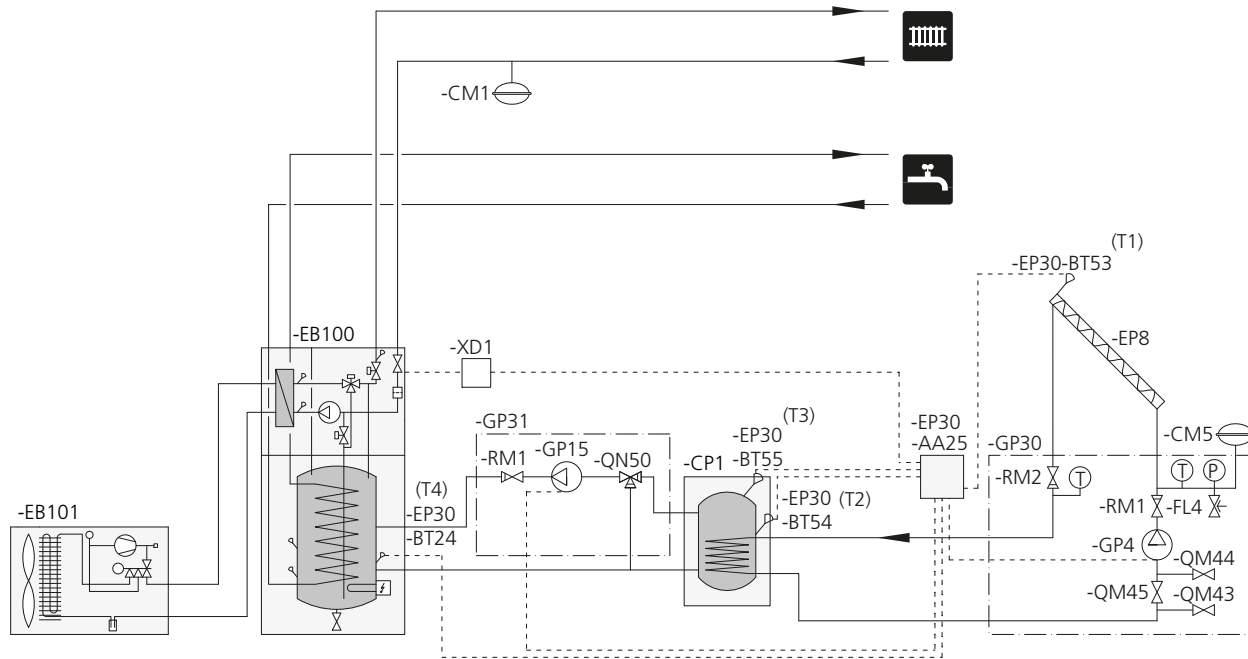 -CM1
(T1)
-EP30-BT53
-EB100
-XD1
-EP8
(T3)
-GP31
-EP30
-EP30
-AA25
-CM5
-GP15
-BT55
-GP30
-RM1
-QN50
-CP1
T
P
-RM2
T
(T4)
-EP30 (T2)
-RM1
-FL4
-EP30
-BT54
-EB101
-BT24
-GP4
-QM44
-QM45
-QM43